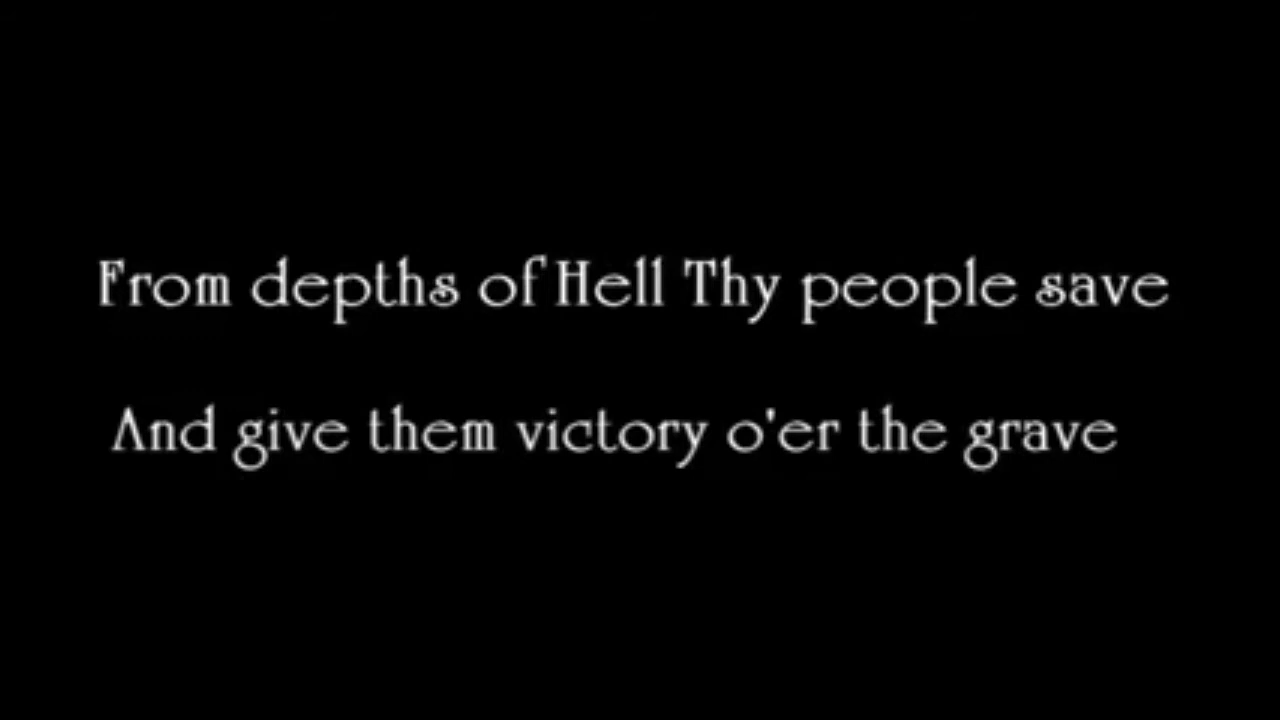 From depths of Hell Thy people save
And give them victory o'er the grave